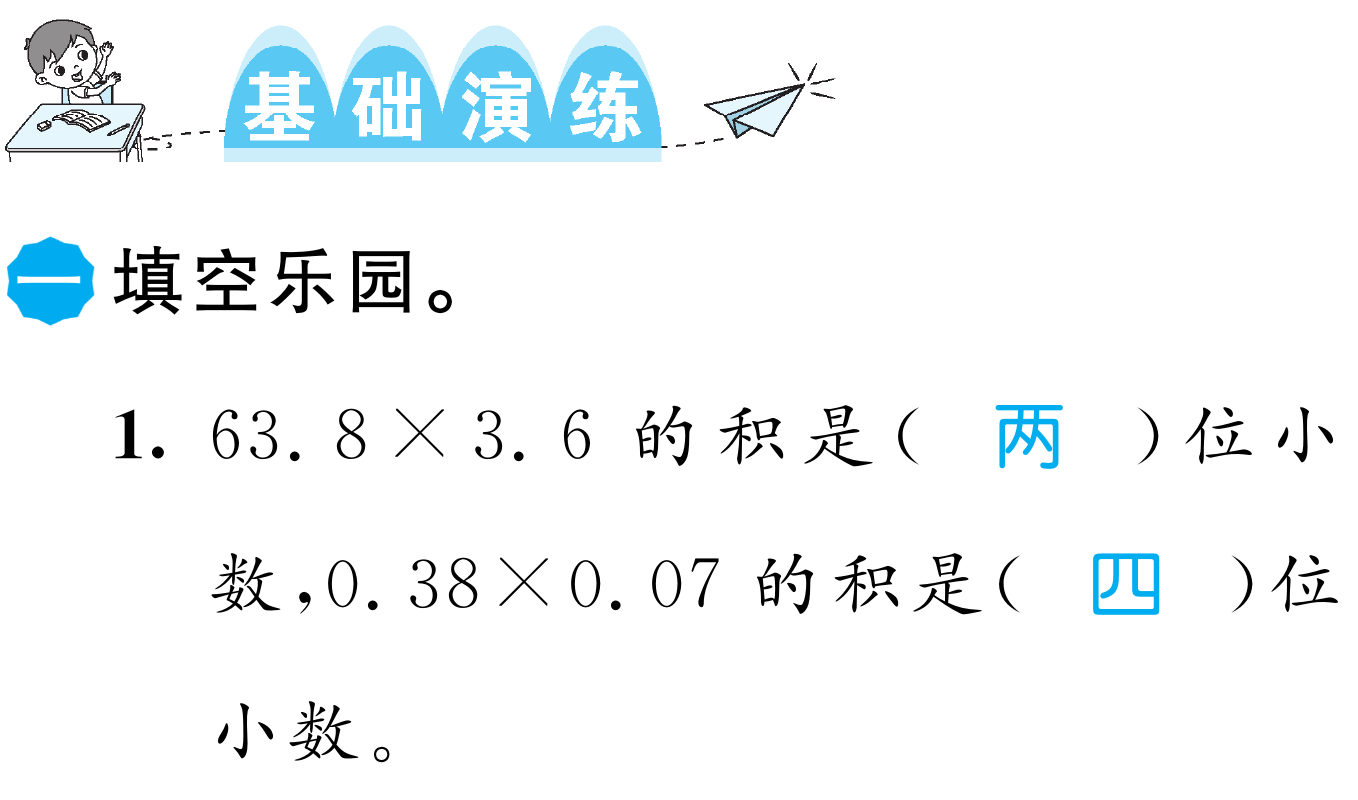 基础演练
一 填空乐园。
1. 63.8×3.6 的积是( 两 )位小
数,0.38×0.07 的积是( 四 )位
小数。